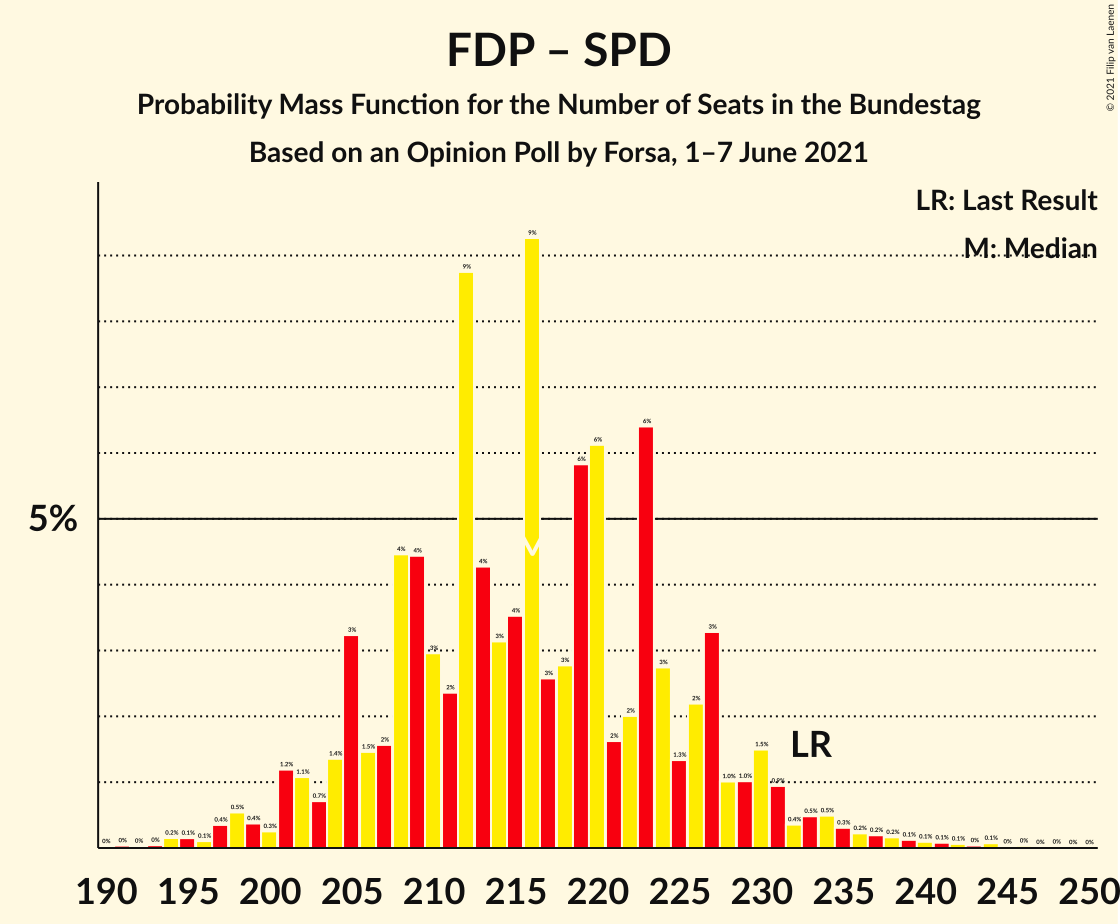 FDP – SPD
Probability Mass Function for the Number of Seats in the Bundestag
Based on an Opinion Poll by Forsa, 1–7 June 2021
© 2021 Filip van Laenen
LR: Last Result
M: Median
5%
0% 0% 0% 0% 0.2% 0.1% 0.1% 0.4% 0.5% 0.4% 0.3% 1.2% 1.1% 0.7% 1.4% 3% 1.5% 2% 4% 4% 3% 2% 9% 4% 3% 4% 9% 3% 3% 6% 6% 2% 2% 6% 3% 1.3% 2% 3% 1.0% 1.0% 1.5% 0.9% 0.4% 0.5% 0.5% 0.3% 0.2% 0.2% 0.2% 0.1% 0.1% 0.1% 0.1% 0% 0.1% 0% 0% 0% 0% 0% 0%
M
LR
190 195 200 205 210 215 220 225 230 235 240 245 250